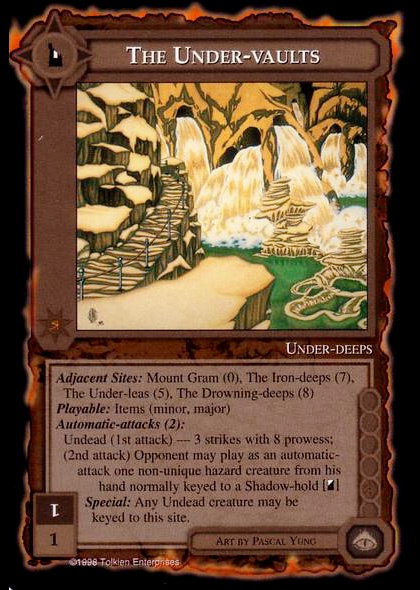 THE UNDER-VAULTS
UNDER-DEEPS
Adjacent Sites: Mount Gram (0), The Iron-deeps (7),
The Under-leas (5), The Drowning-deeps (8)
Playable: Items (minor, major)
Automatic-attacks (2):
Undead (1st attack) — 3 strikes with 8 prowess;
(2nd attack) Opponent may play as an automatic-
attack one non-unique hazard creature from his
hand normally keyed to a Shadow-hold [ ]
Special: Any Undead creature may be
keyed to this site.
1
ART BY PASCAL YUNG
©1998 Tolkien Enterprises